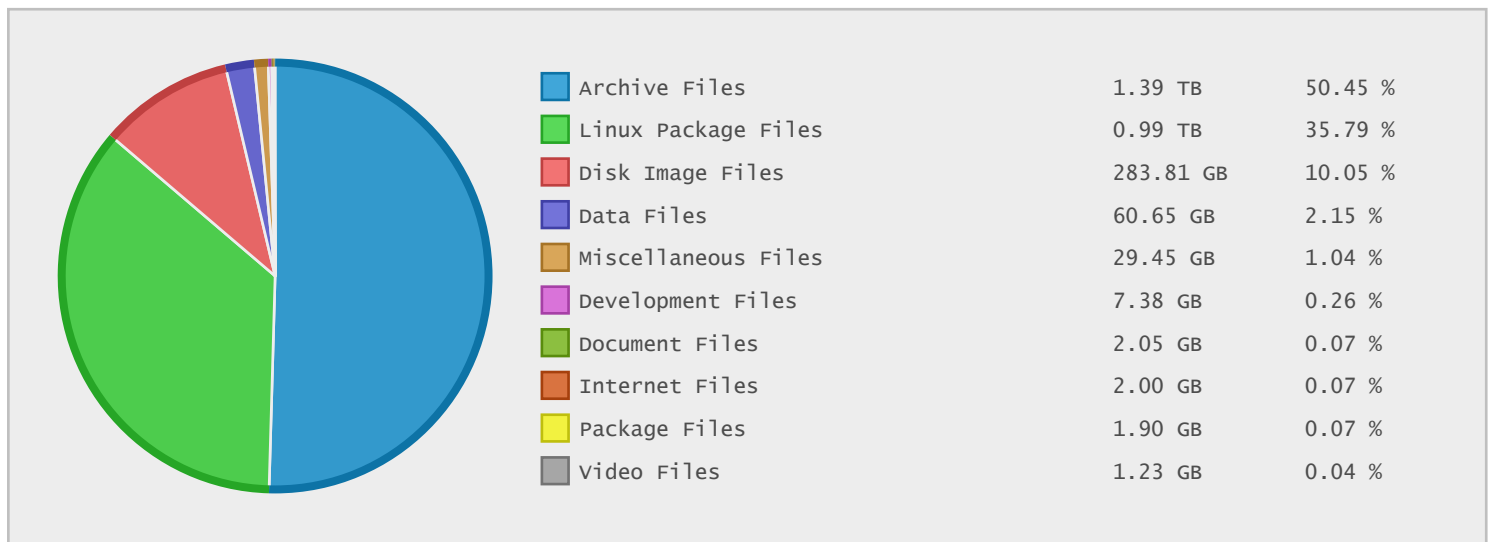 Archive Files 1.39 TB 50.45 %
Linux Package Files 0.99 TB 35.79 %
Disk Image Files 283.81 GB 10.05 %
Data Files 60.65 GB 2.15 %
Miscellaneous Files 29.45 GB 1.04 %
Development Files 7.38 GB 0.26 %
Document Files 2.05 GB 0.07 %
Internet Files 2.00 GB 0.07 %
Package Files 1.90 GB 0.07 %
Video Files 1.23 GB 0.04 %